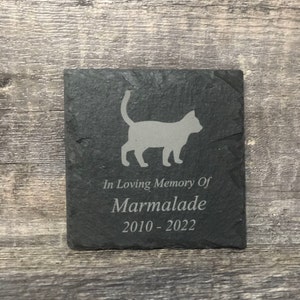 In Loving Memory Of
Marmalade
2010 - 2022